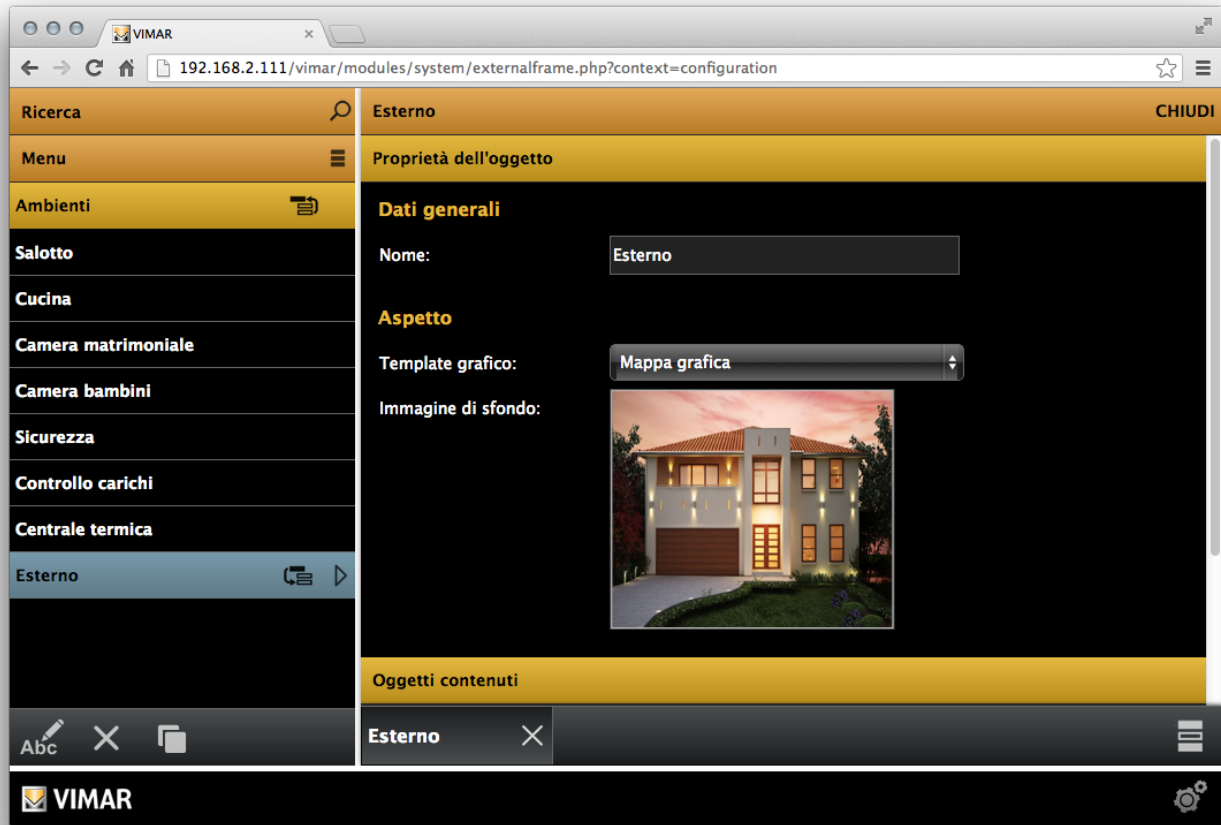 VIMAR
192.168.2.111/vimar/modules/system/externalframe.php?context=configuration
Ricerca
Menu
Ambienti
Salotto
Cucina
Camera matrimoniale
Camera bambini
Sicurezza
Controllo carichi
Centrale termica
Esterno
Abc
Esterno
CHIUDI
Proprietà dell'oggetto
Dati generali
Nome:
Esterno
Aspetto
Template grafico:
Mappa grafica
Immagine di sfondo:
Oggetti contenuti
Esterno
VIMAR